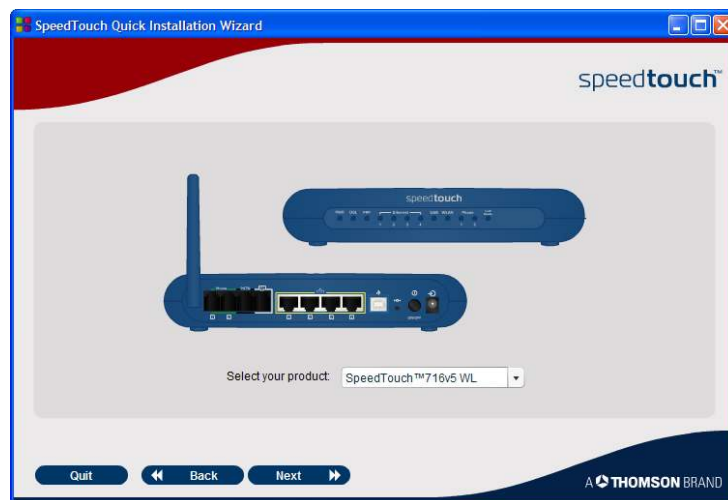 SpeedTouch Quick Installation Wizard
speedtouch™
speedtouch
Select your product:
SpeedTouch™716v5 WL
Quit
Back
Next
A THOMSON BRAND